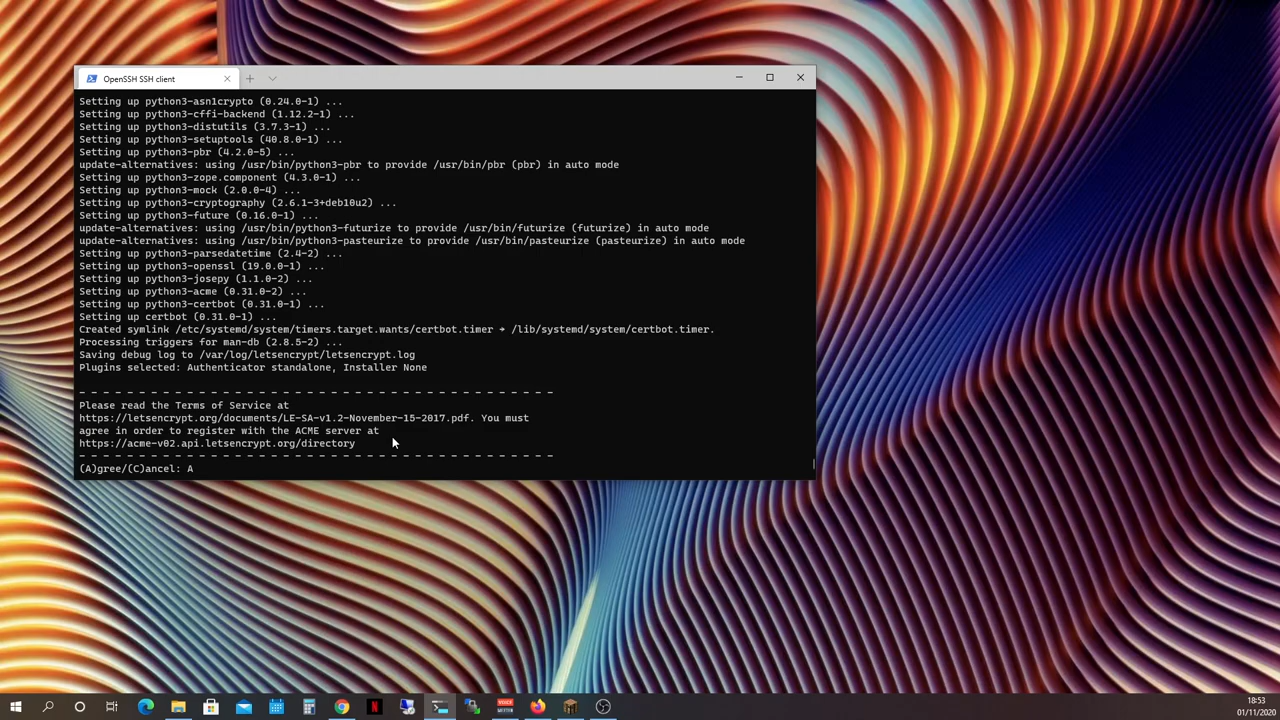 OpenSSH SSH client
Setting up python3-asn1crypto (0.24.0-1) ...
Setting up python3-cffi-backend (1.12.2-1) ...
Setting up python3-distutils (3.7.3-1) ...
Setting up python3-setuptools (40.8.0-1) ...
Setting up python3-pbr (4.2.0-5) ...
update-alternatives: using /usr/bin/python3-pbr to provide /usr/bin/pbr (pbr) in auto mode
Setting up python3-zope.component (4.3.0-1) ...
Setting up python3-mock (2.0.0-4) ...
Setting up python3-cryptography (2.6.1-3+deb10u2) ...
Setting up python3-future (0.16.0-1) ...
update-alternatives: using /usr/bin/python3-futurize to provide /usr/bin/futurize (futurize) in auto mode
update-alternatives: using /usr/bin/python3-pasteurize to provide /usr/bin/pasteurize (pasteurize) in auto mode
Setting up python3-parsedatetime (2.4-2) ...
Setting up python3-openssl (19.0.0-1) ...
Setting up python3-josepy (1.1.0-2) ...
Setting up python3-acme (0.31.0-2) ...
Setting up python3-certbot (0.31.0-1) ...
Setting up certbot (0.31.0-1) ...
Created symlink /etc/systemd/system/timers.target.wants/certbot.timer → /lib/systemd/system/certbot.timer.
Processing triggers for man-db (2.8.5-2) ...
Saving debug log to /var/log/letsencrypt/letsencrypt.log
Plugins selected: Authenticator standalone, Installer None
- - - - - - - - - - - - - - - - - - - - - - - - - - - - - - - - - - - - - - - -
Please read the Terms of Service at
https://letsencrypt.org/documents/LE-SA-v1.2-November-15-2017.pdf. You must
agree in order to register with the ACME server at
https://acme-v02.api.letsencrypt.org/directory
- - - - - - - - - - - - - - - - - - - - - - - - - - - - - - - - - - - - - - - -
(A)gree/(C)ancel: A
18:53
01/11/2020